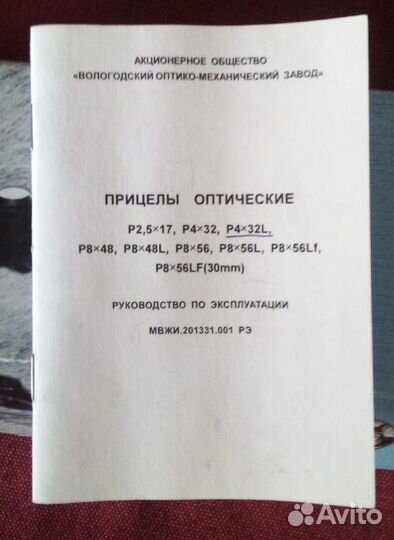 АКЦИОНЕРНОЕ ОБЩЕСТВО
«ВОЛОГОДСКИЙ ОПТИКО-МЕХАНИЧЕСКИЙ ЗАВОД»
ПРИЦЕЛЫ ОПТИЧЕСКИЕ
Р2,5×17, Р4×32, Р4×32L,
Р8×48, Р8×48L, Р8×56, Р8×56L, Р8×56Lf,
Р8×56LF(30mm)
РУКОВОДСТВО ПО ЭКСПЛУАТАЦИИ
МВЖИ.201331.001 РЭ
Avito